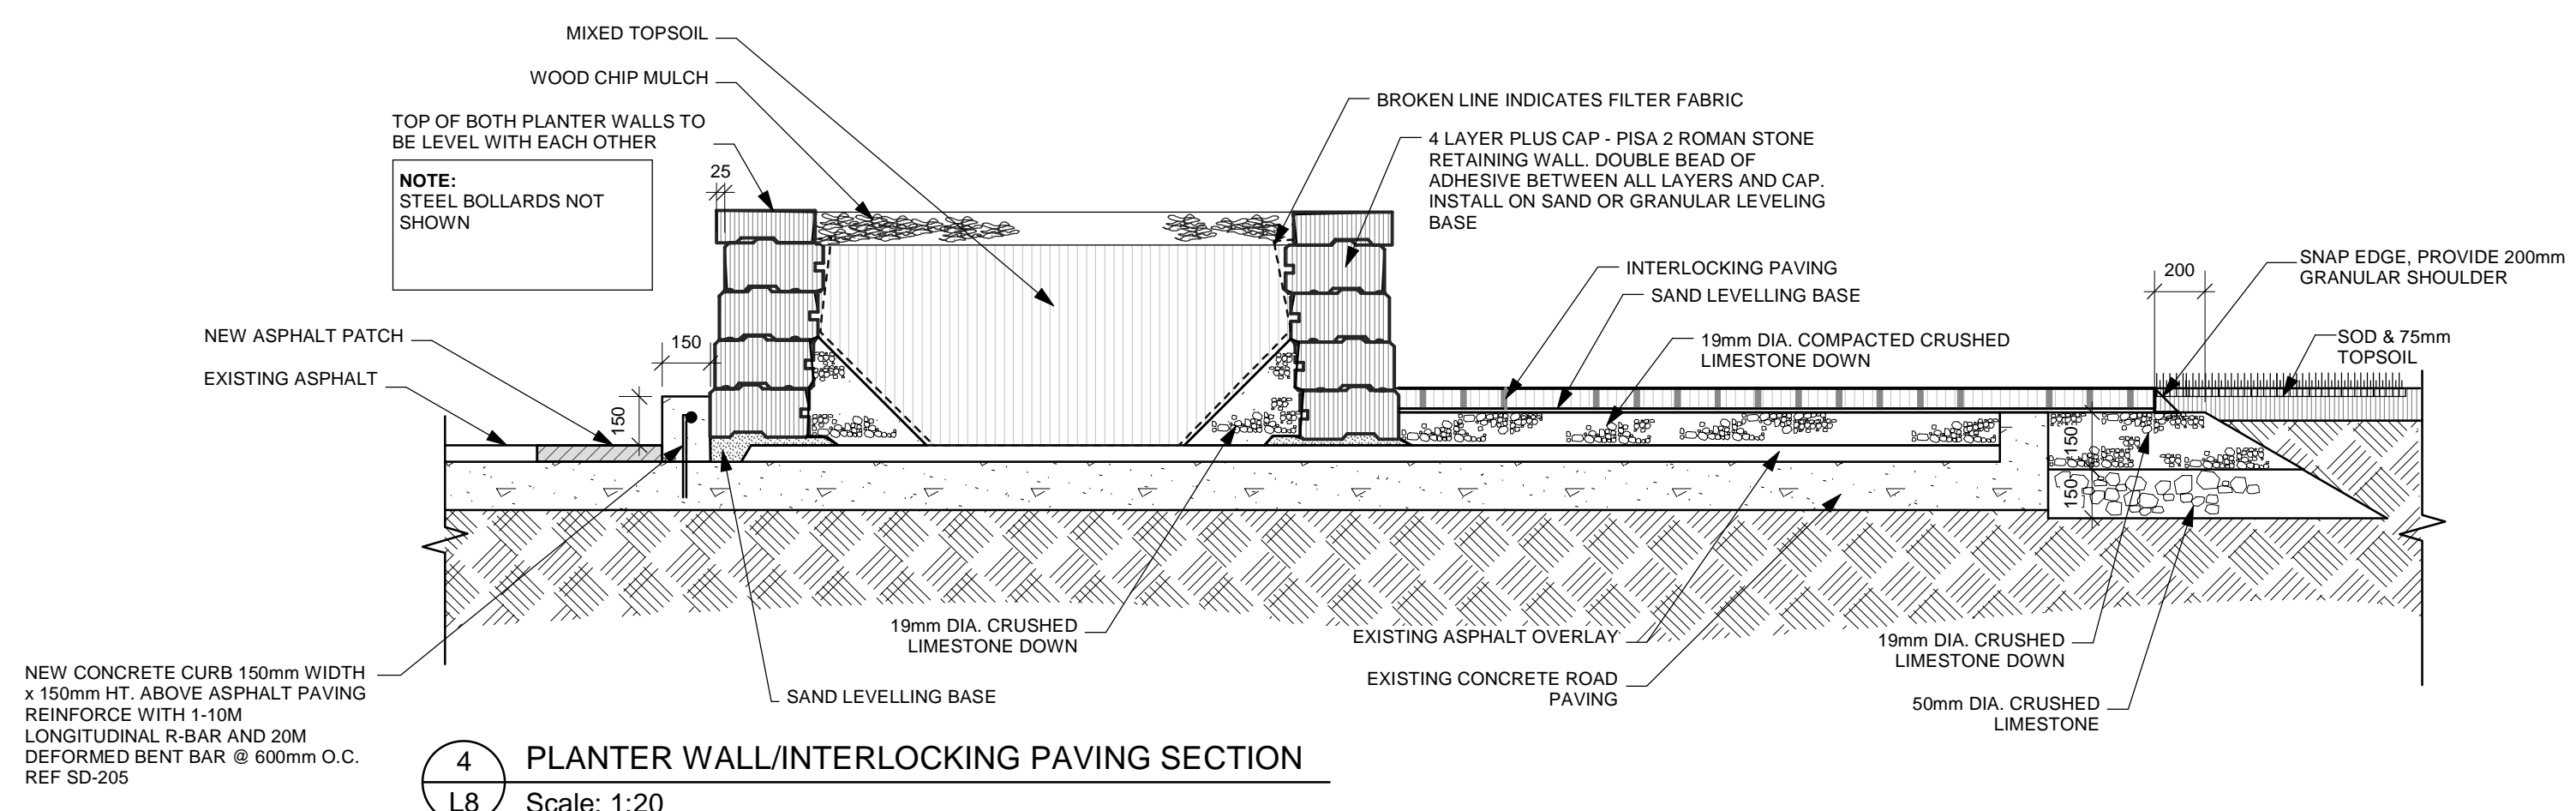 MIXED TOPSOIL
WOOD CHIP MULCH
TOP OF BOTH PLANTER WALLS TO
BE LEVEL WITH EACH OTHER
NOTE:
STEEL BOLLARDS NOT
SHOWN
25
BROKEN LINE INDICATES FILTER FABRIC
4 LAYER PLUS CAP - PISA 2 ROMAN STONE
RETAINING WALL. DOUBLE BEAD OF
ADHESIVE BETWEEN ALL LAYERS AND CAP.
INSTALL ON SAND OR GRANULAR LEVELING
BASE
INTERLOCKING PAVING
SAND LEVELLING BASE
19mm DIA. COMPACTED CRUSHED
LIMESTONE DOWN
200
SNAP EDGE, PROVIDE 200mm
GRANULAR SHOULDER
SOD & 75mm
TOPSOIL
NEW ASPHALT PATCH
EXISTING ASPHALT
150
150
150
150
19mm DIA. CRUSHED
LIMESTONE DOWN
SAND LEVELLING BASE
EXISTING ASPHALT OVERLAY
EXISTING CONCRETE ROAD
PAVING
19mm DIA. CRUSHED
LIMESTONE DOWN
50mm DIA. CRUSHED
LIMESTONE
NEW CONCRETE CURB 150mm WIDTH
x 150mm HT. ABOVE ASPHALT PAVING
REINFORCE WITH 1-10M
LONGITUDINAL R-BAR AND 20M
DEFORMED BENT BAR @ 600mm O.C.
REF SD-205
4
L8
PLANTER WALL/INTERLOCKING PAVING SECTION
Scale: 1:20